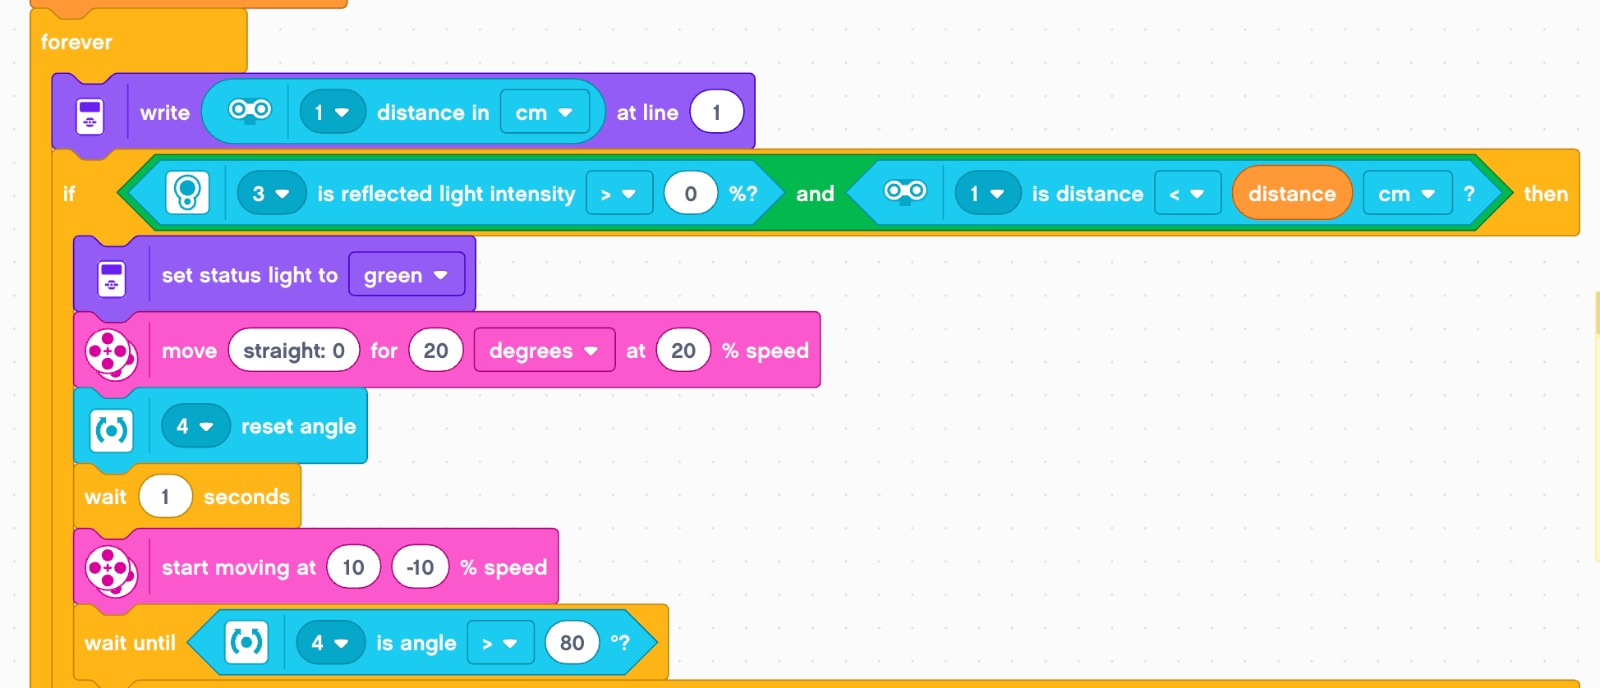 forever
write 1 distance in cm at line 1
if 3 is reflected light intensity > 0 %? and 1 is distance < distance cm ? then
set status light to green
move straight: 0 for 20 degrees at 20 % speed
4 reset angle
wait 1 seconds
start moving at 10 -10 % speed
wait until 4 is angle > 80 °?